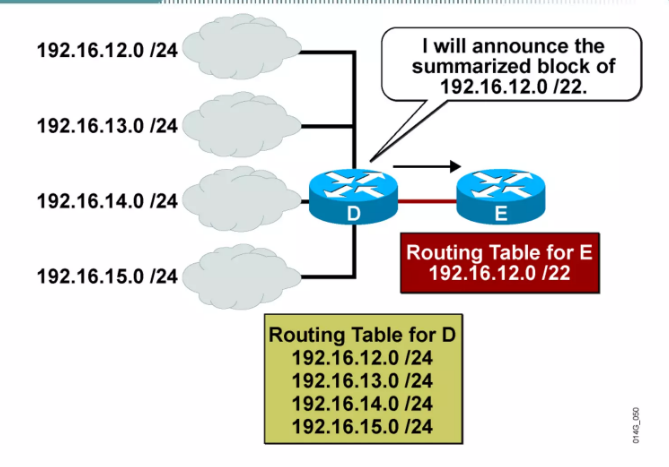 192.16.12.0 /24
192.16.13.0 /24
192.16.14.0 /24
192.16.15.0 /24
I will announce the
summarized block of
192.16.12.0 /22.
D
E
Routing Table for E
192.16.12.0 /22
Routing Table for D
192.16.12.0 /24
192.16.13.0 /24
192.16.14.0 /24
192.16.15.0 /24
014G_050